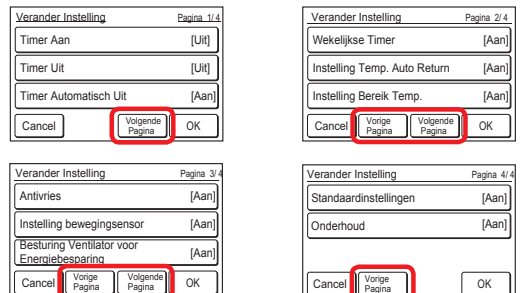 Verander Instelling Pagina 1/4
Timer Aan [Uit]
Timer Uit [Uit]
Timer Automatisch Uit [Aan]
Cancel Volgende Pagina OK
Verander Instelling Pagina 2/4
Wekelijkse Timer [Aan]
Instelling Temp. Auto Return [Aan]
Instelling Bereik Temp. [Aan]
Cancel Vorige Pagina Volgende Pagina OK
Verander Instelling Pagina 3/4
Antivries [Aan]
Instelling bewegingsensor [Aan]
Besturing Ventilator voor
Energiebesparing [Aan]
Cancel Vorige Pagina Volgende Pagina OK
Verander Instelling Pagina 4/4
Standaardinstellingen [Aan]
Onderhoud [Aan]
Cancel Vorige Pagina OK